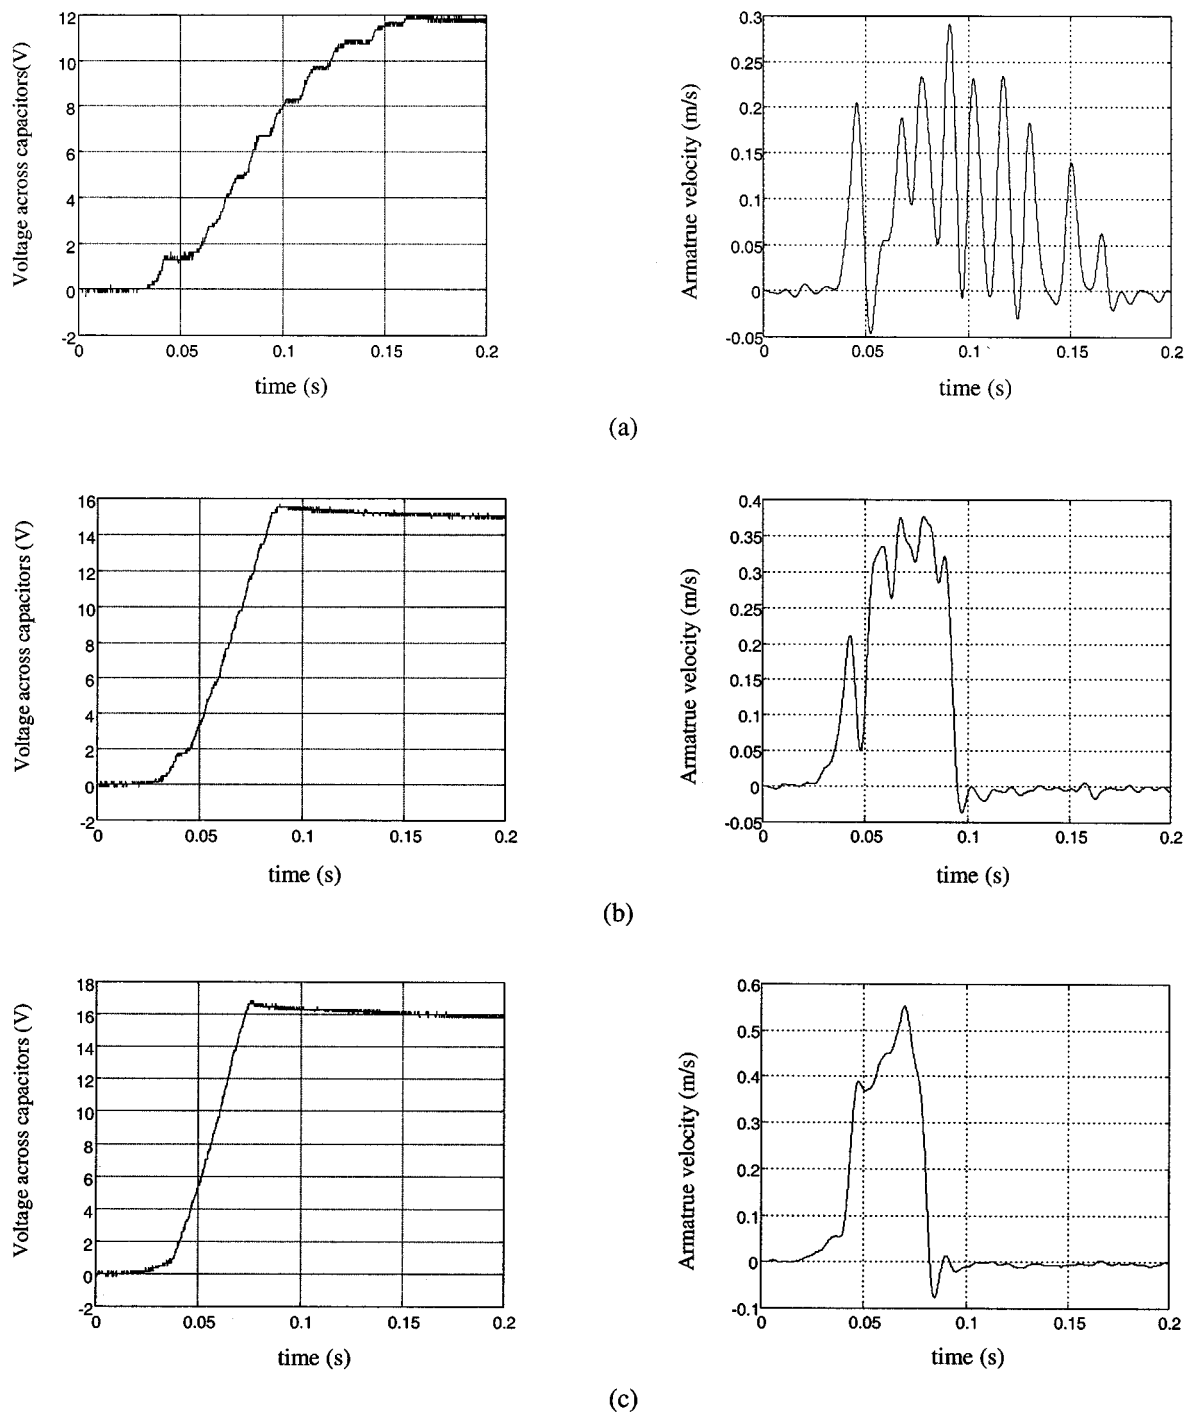 12
10
8
6
4
2
0
-2
0 0.05 0.1 0.15 0.2
Voltage across capacitors(V)
time (s)
0.3
0.25
0.2
0.15
0.1
0.05
0
-0.05
0 0.05 0.1 0.15 0.2
Armatrue velocity (m/s)
time (s)
(a)
16
14
12
10
8
6
4
2
0
-2
0 0.05 0.1 0.15 0.2
Voltage across capacitors (V)
time (s)
0.4
0.35
0.3
0.25
0.2
0.15
0.1
0.05
0
-0.05
0 0.05 0.1 0.15 0.2
Armatrue velocity (m/s)
time (s)
(b)
18
16
14
12
10
8
6
4
2
0
-2
0 0.05 0.1 0.15 0.2
Voltage across capacitors (V)
time (s)
0.6
0.5
0.4
0.3
0.2
0.1
0
-0.1
0 0.05 0.1 0.15 0.2
Armatrue velocity (m/s)
time (s)
(c)